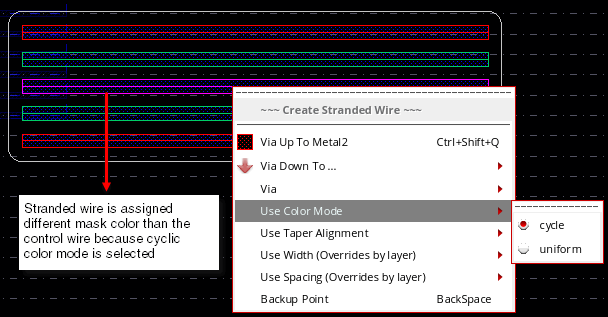 ~~~ Create Stranded Wire ~~~
Via Up To Metal2 Ctrl+Shift+Q
Via Down To ...
Via
Use Color Mode
Use Taper Alignment
Use Width (Overrides by layer)
Use Spacing (Overrides by layer)
Backup Point BackSpace
cycle
uniform
Stranded wire is assigned
different mask color than the
control wire because cyclic
color mode is selected